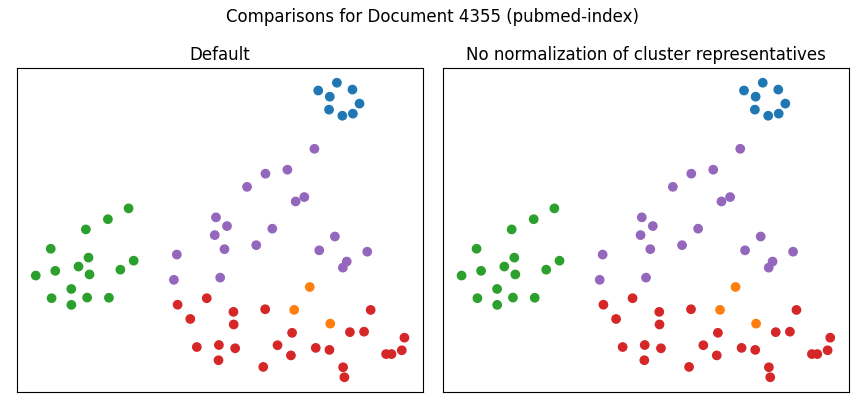 Comparisons for Document 4355 (pubmed-index)
Default
No normalization of cluster representatives